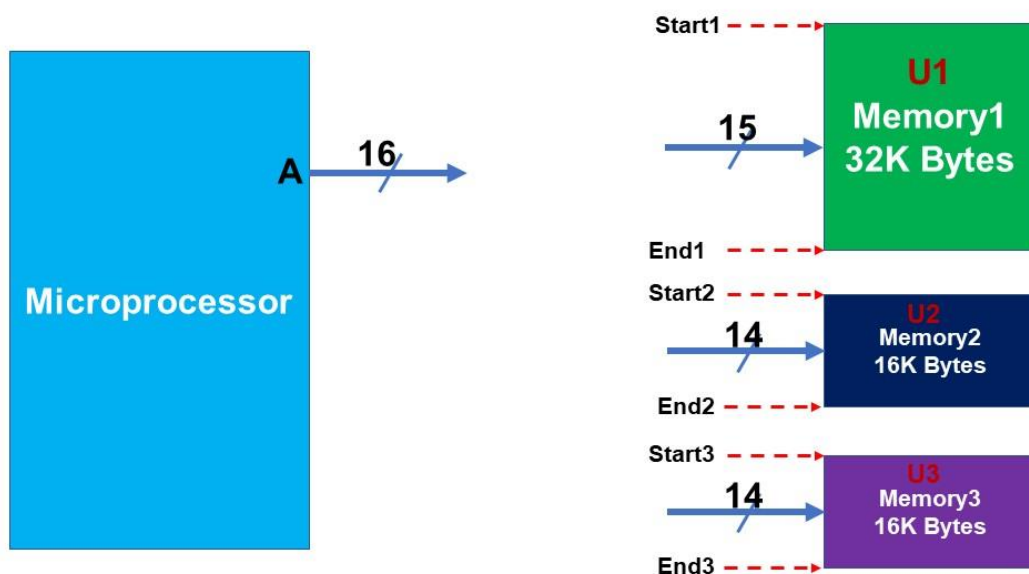 Microprocessor
A
16
Start1
15
End1
U1
Memory1
32K Bytes
Start2
14
End2
U2
Memory2
16K Bytes
Start3
14
End3
U3
Memory3
16K Bytes